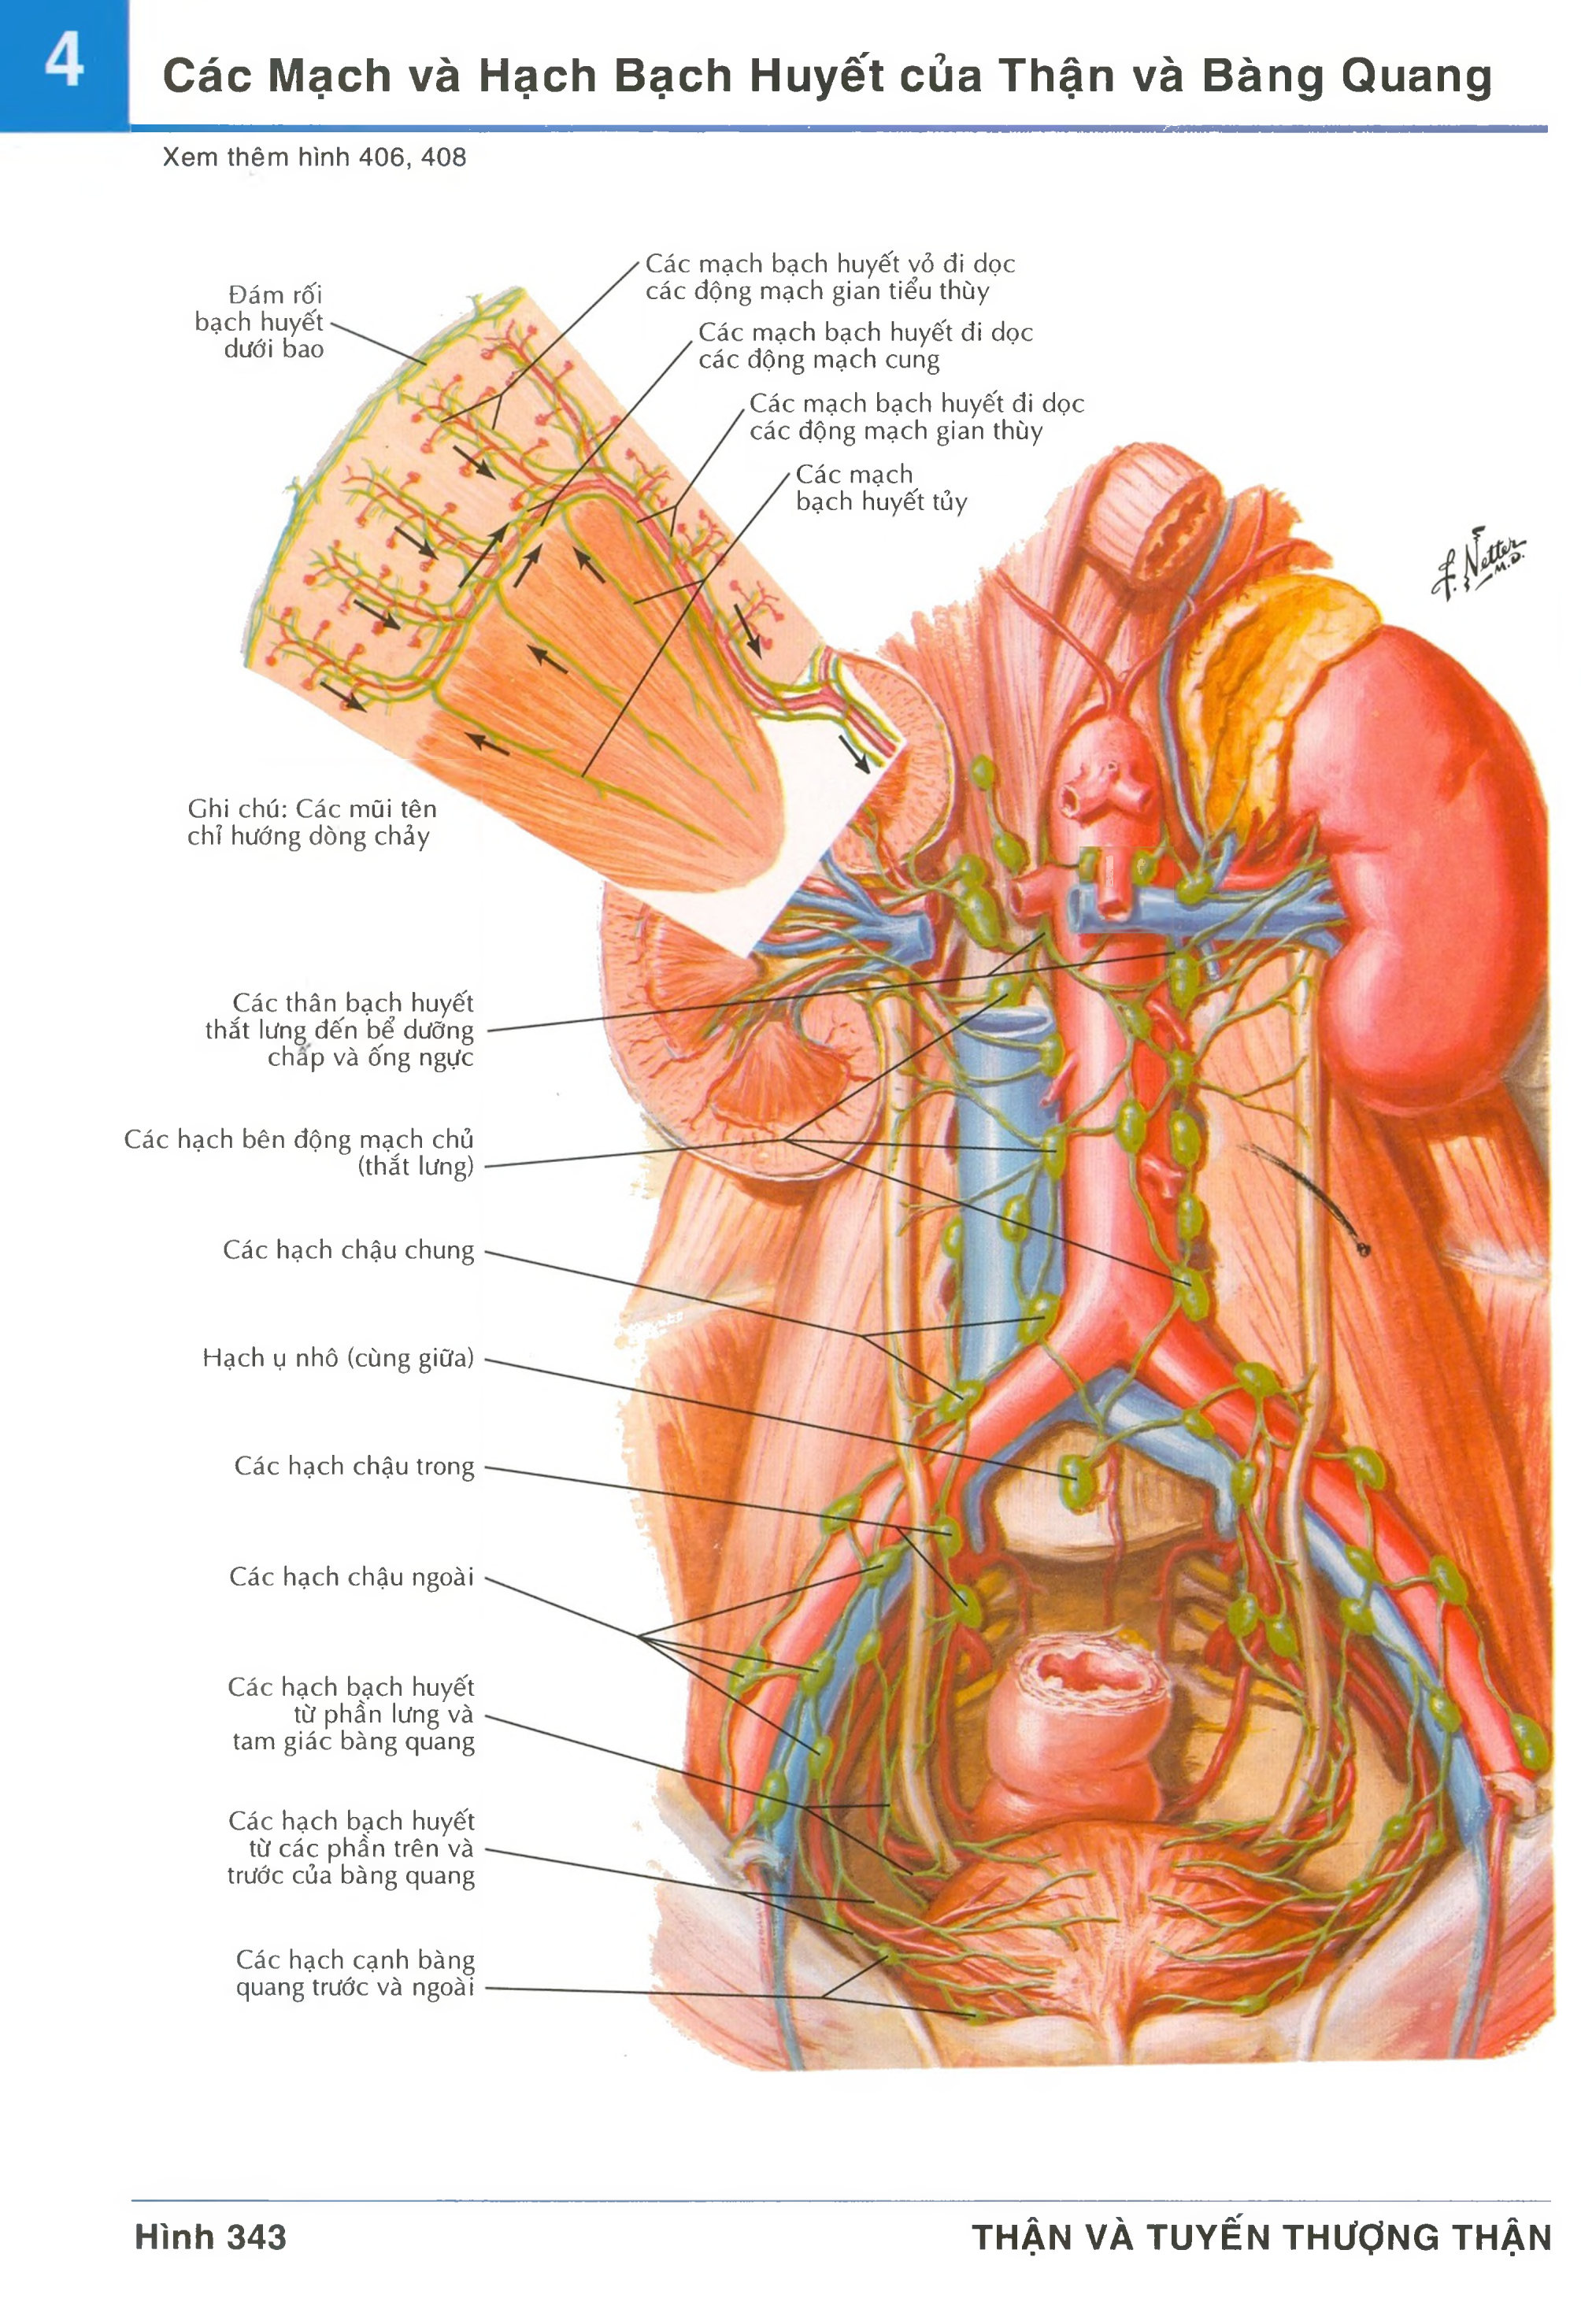 4
Các Mạch và Hạch Bạch Huyết của Thận và Bàng Quang
Xem thêm hình 406, 408
Các mạch bạch huyết vỏ đi dọc
các động mạch gian tiểu thùy
Đám rối
bạch huyết
dưới bao
Các mạch bạch huyết đi dọc
các động mạch cung
Các mạch bạch huyết đi dọc
các động mạch gian thùy
Các mạch
bạch huyết tủy
F. Netter
M.D.
Ghi chú: Các mũi tên
chỉ hướng dòng chảy
Các thân bạch huyết
thắt lưng đến bể dưỡng
chấp và ống ngực
Các hạch bên động mạch chủ
(thắt lưng)
Các hạch chậu chung
Hạch ụ nhô (cùng giữa)
Các hạch chậu trong
Các hạch chậu ngoài
Các hạch bạch huyết
từ phần lưng và
tam giác bàng quang
Các hạch bạch huyết
từ các phần trên và
trước của bàng quang
Các hạch cạnh bàng
quang trước và ngoài
Hình 343
THẬN VÀ TUYẾN THƯỢNG THẬN